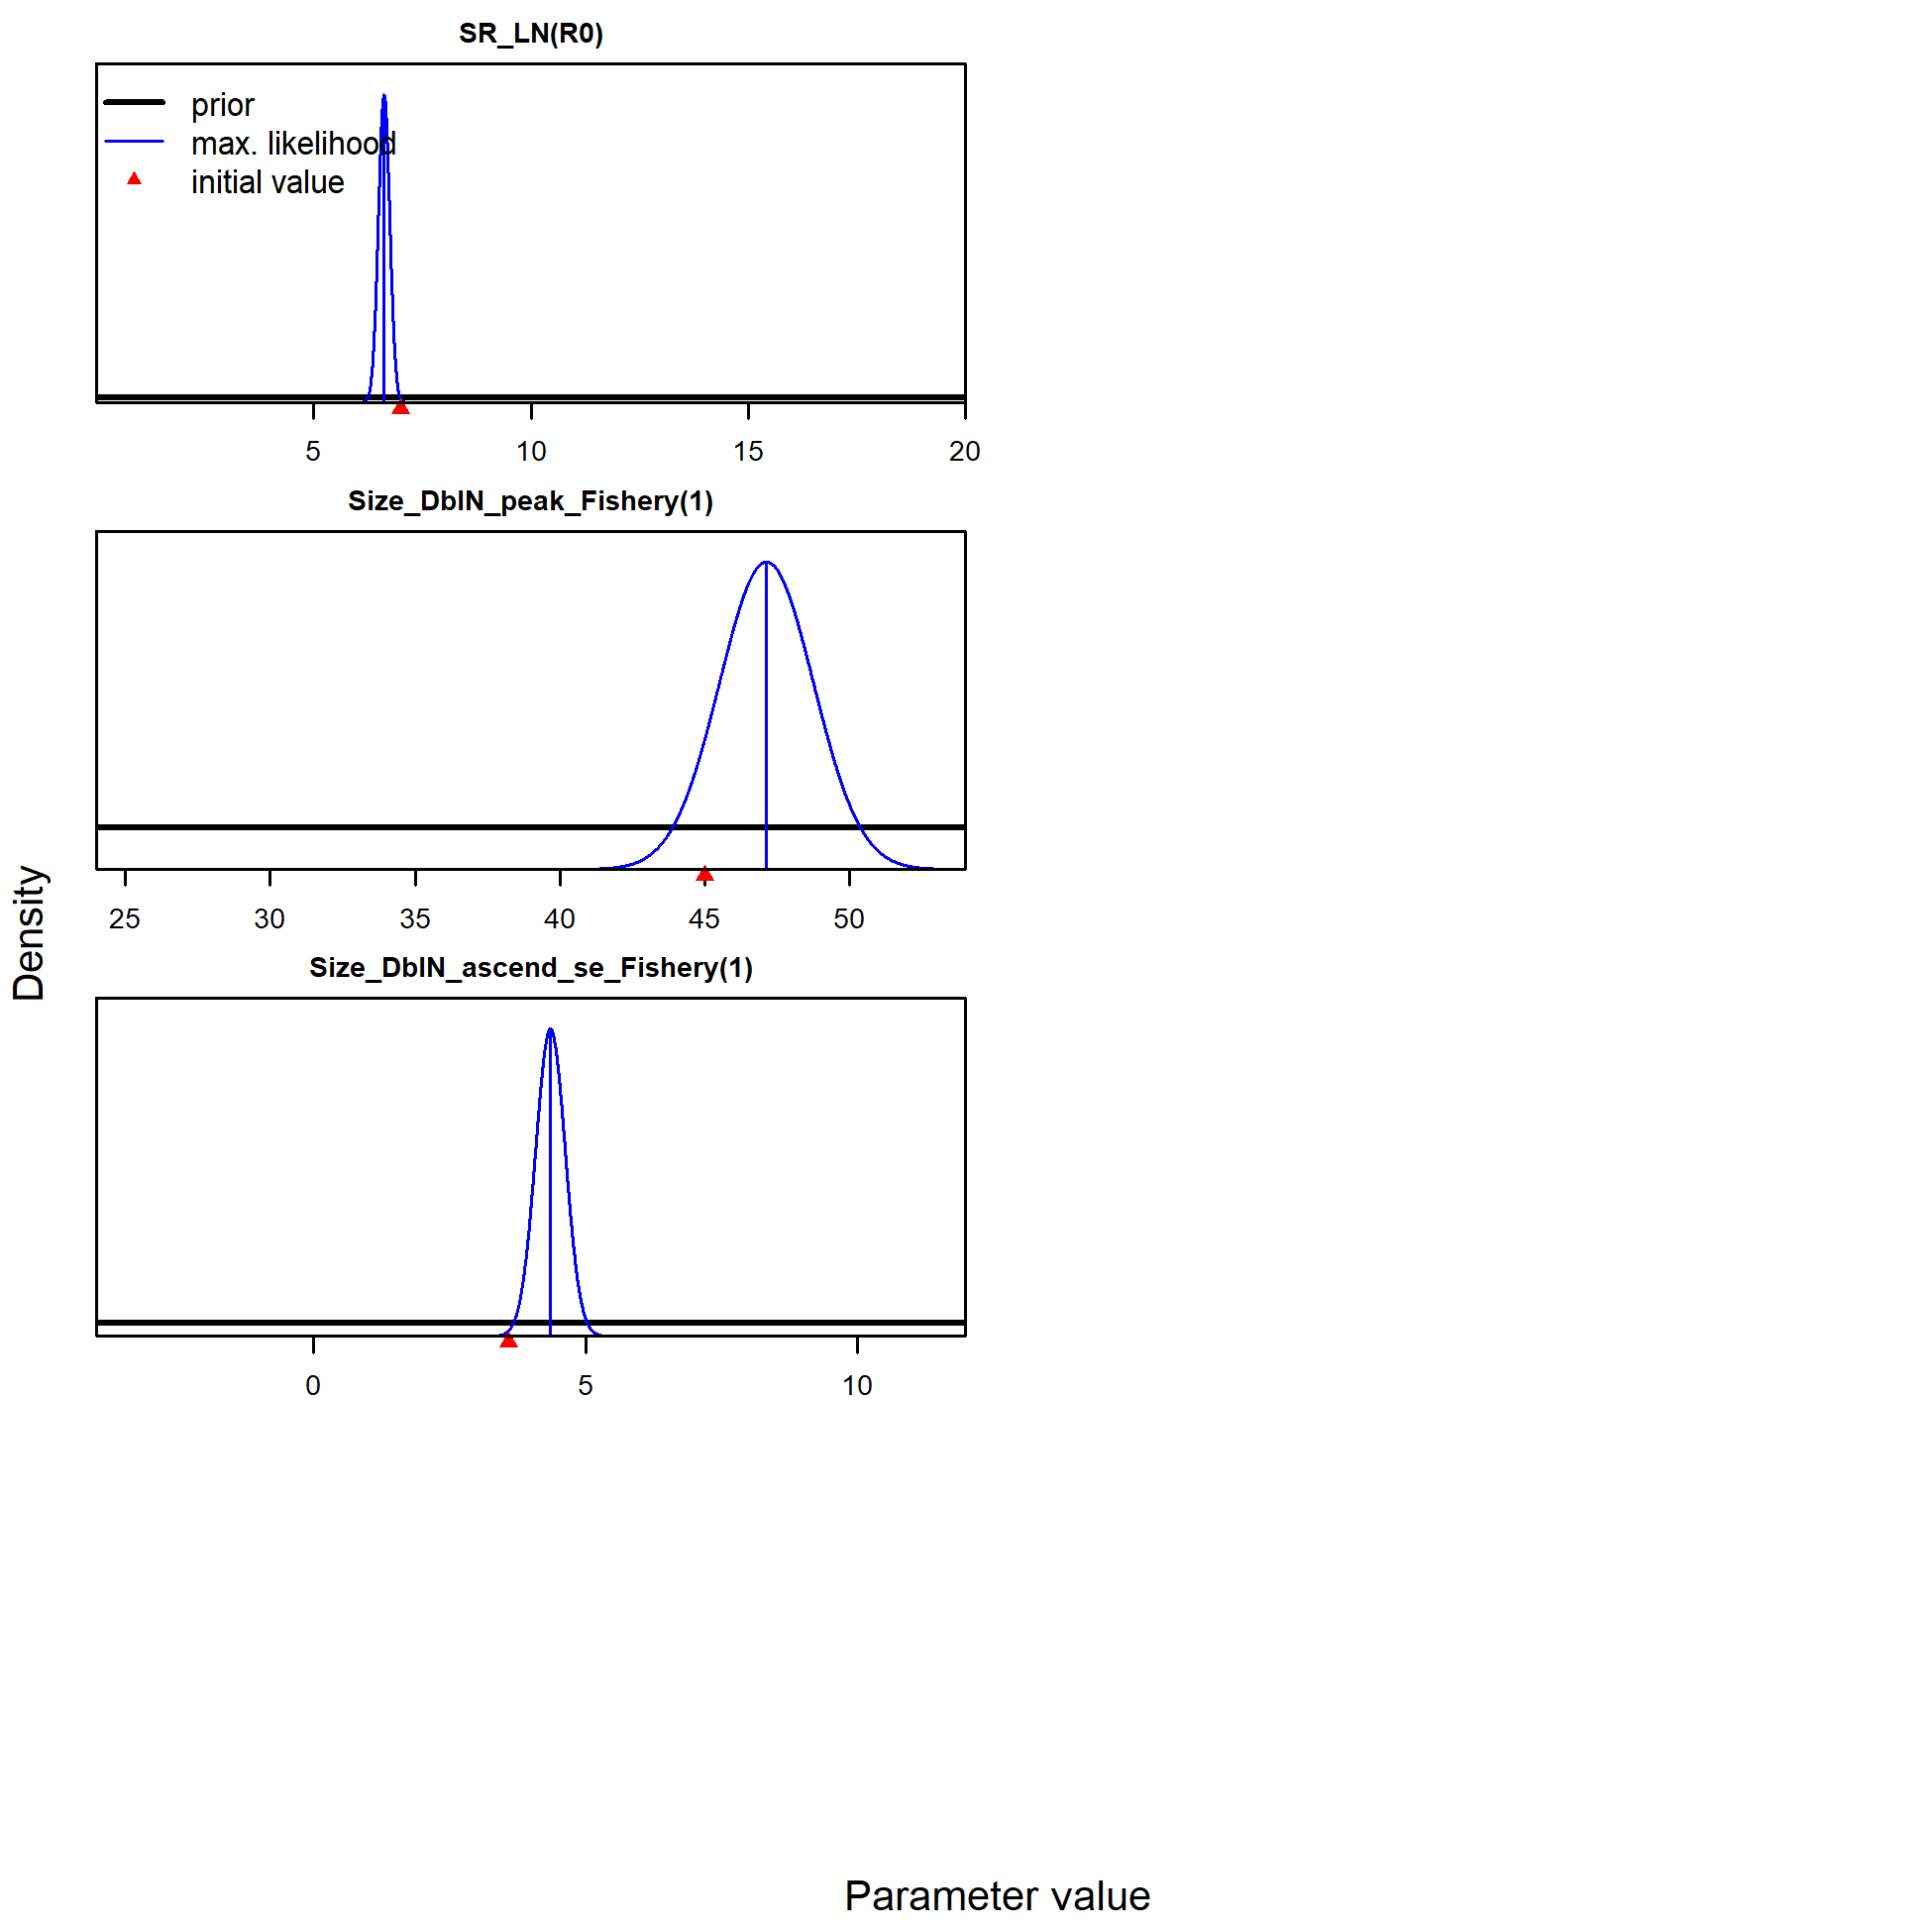 SR_LN(R0)
prior
max. likelihood
initial value
5 10 15 20
Size_DblN_peak_Fishery(1)
25 30 35 40 45 50
Density
Size_DblN_ascend_se_Fishery(1)
0 5 10
Parameter value